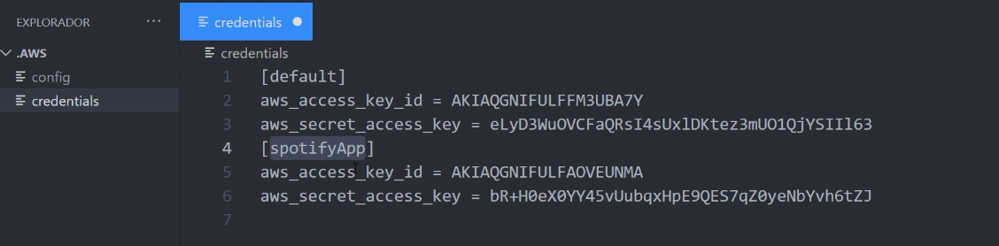 EXPLORADOR ···
credentials
.AWS
credentials
config
credentials
1 [default]
2 aws_access_key_id = AKIAQGNIFULFFM3UBA7Y
3 aws_secret_access_key = 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
4 [spotifyApp]
5 aws_access_key_id = AKIAQGNIFULFAOVEUNMA
6 aws_secret_access_key = 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
7